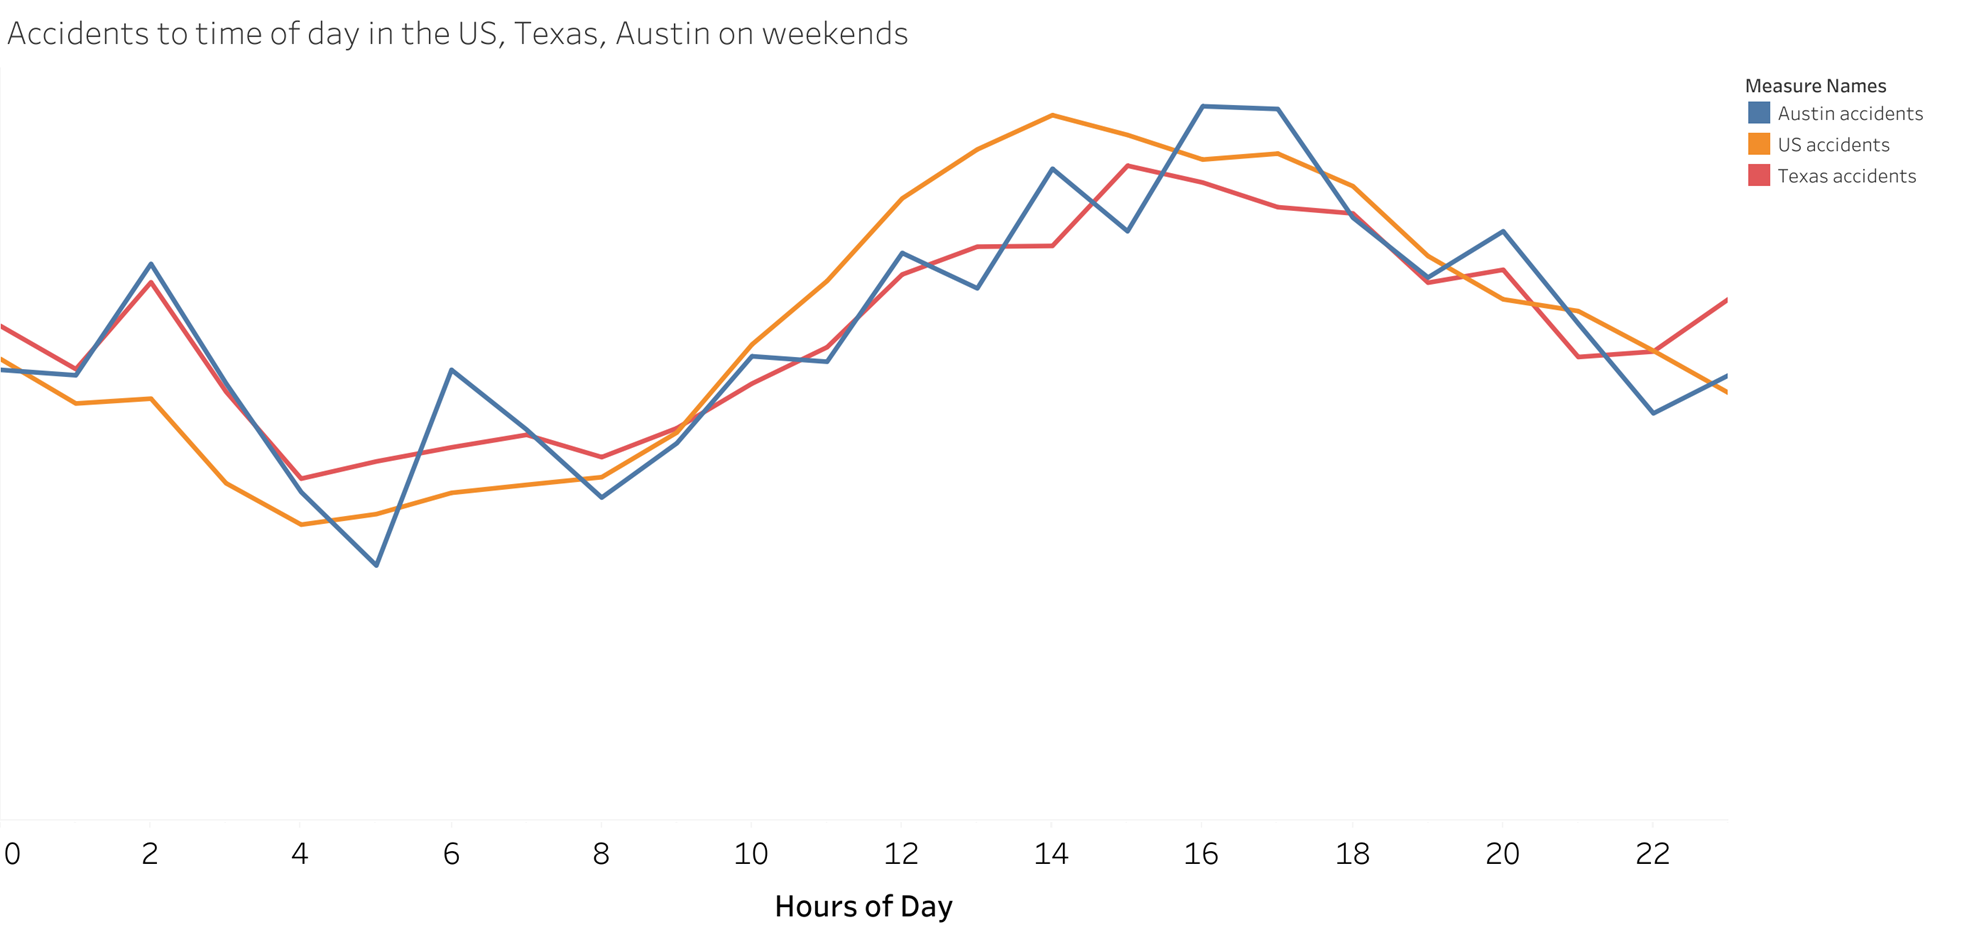 Accidents to time of day in the US, Texas, Austin on weekends
Measure Names
Austin accidents
US accidents
Texas accidents
0 2 4 6 8 10 12 14 16 18 20 22
Hours of Day